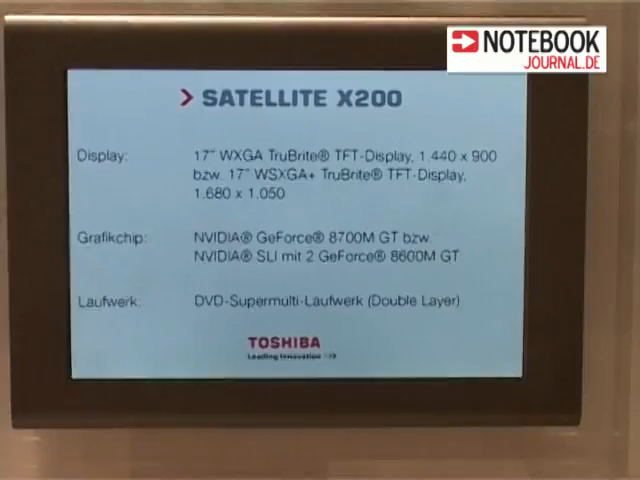 NOTEBOOK
JOURNAL.DE
SATELLITE X200
Display: 17" WXGA TruBrite® TFT-Display, 1.440 x 900
bzw. 17" WSXGA+ TruBrite® TFT-Display,
1.680 x 1.050
Grafikchip: NVIDIA® GeForce® 8700M GT bzw.
NVIDIA® SLI mit 2 GeForce® 8600M GT
Laufwerk: DVD-Supermulti-Laufwerk (Double Layer)
TOSHIBA
Leading Innovation >>>